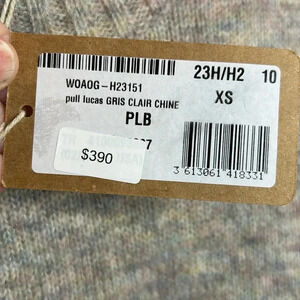 23H/H2 10
WOAOG-H23151
pull lucas GRIS CLAIR CHINE
XS
PLB
$390
3 613061 418331